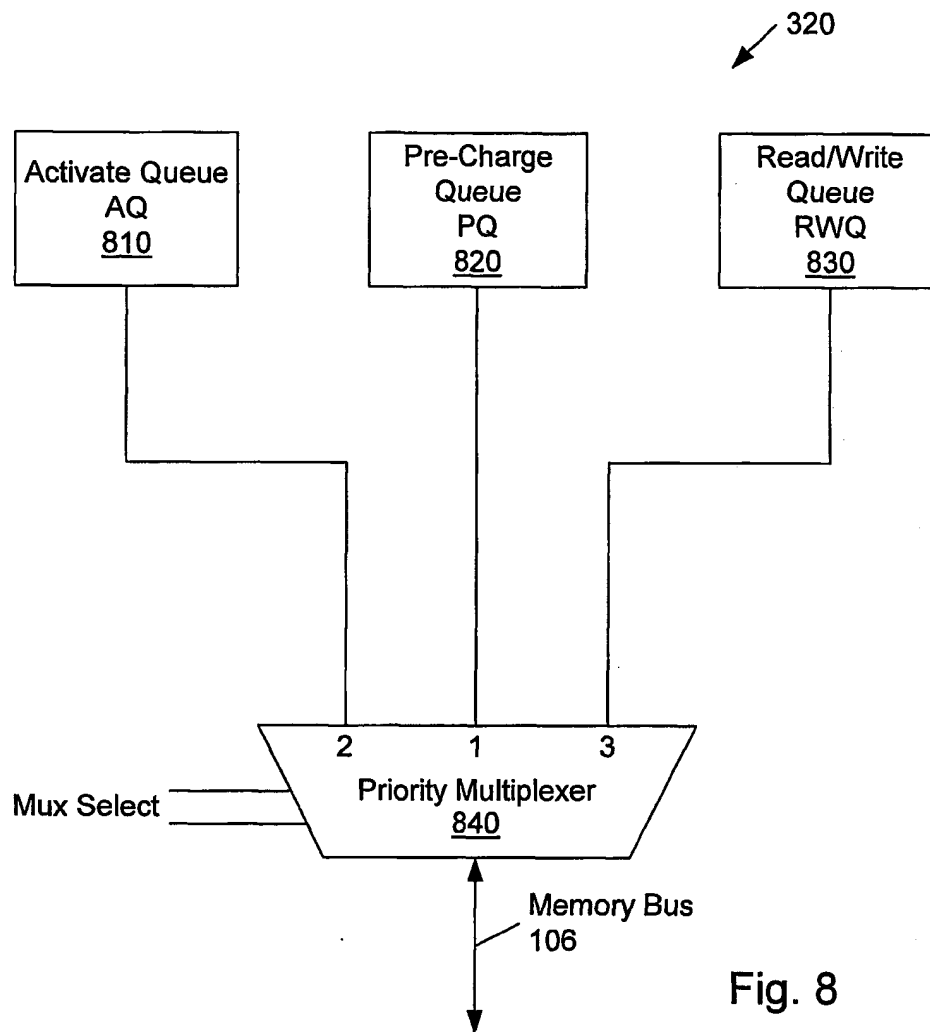 320
Activate Queue
AQ
810
Pre-Charge
Queue
PQ
820
Read/Write
Queue
RWQ
830
2 1 3
Mux Select
Priority Multiplexer
840
Memory Bus
106
Fig. 8